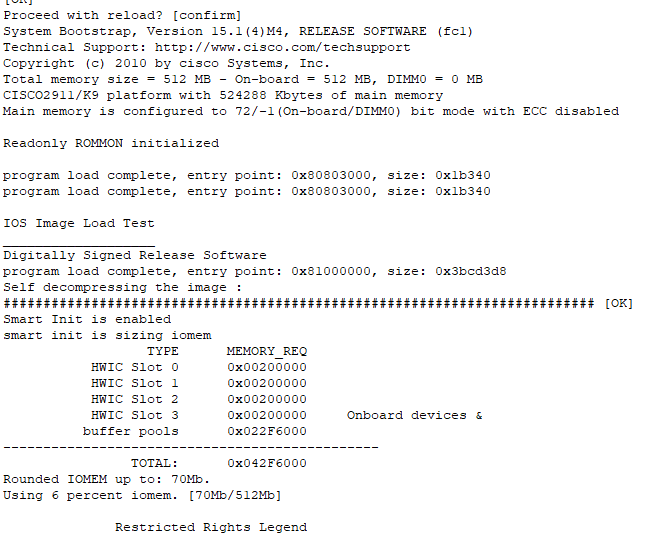 [OK]
Proceed with reload? [confirm]
System Bootstrap, Version 15.1(4)M4, RELEASE SOFTWARE (fc1)
Technical Support: http://www.cisco.com/techsupport
Copyright (c) 2010 by cisco Systems, Inc.
Total memory size = 512 MB - On-board = 512 MB, DIMM0 = 0 MB
CISCO2911/K9 platform with 524288 Kbytes of main memory
Main memory is configured to 72/-1(On-board/DIMM0) bit mode with ECC disabled
Readonly ROMMON initialized
program load complete, entry point: 0x80803000, size: 0x1b340
program load complete, entry point: 0x80803000, size: 0x1b340
IOS Image Load Test
___________________
Digitally Signed Release Software
program load complete, entry point: 0x81000000, size: 0x3bcd3d8
Self decompressing the image :
########################################################################## [OK]
Smart Init is enabled
smart init is sizing iomem
TYPE MEMORY_REQ
HWIC Slot 0 0x00200000
HWIC Slot 1 0x00200000
HWIC Slot 2 0x00200000
HWIC Slot 3 0x00200000 Onboard devices &
buffer pools 0x022F6000
-----------------------------------------------
TOTAL: 0x042F6000
Rounded IOMEM up to: 70Mb.
Using 6 percent iomem. [70Mb/512Mb]
Restricted Rights Legend